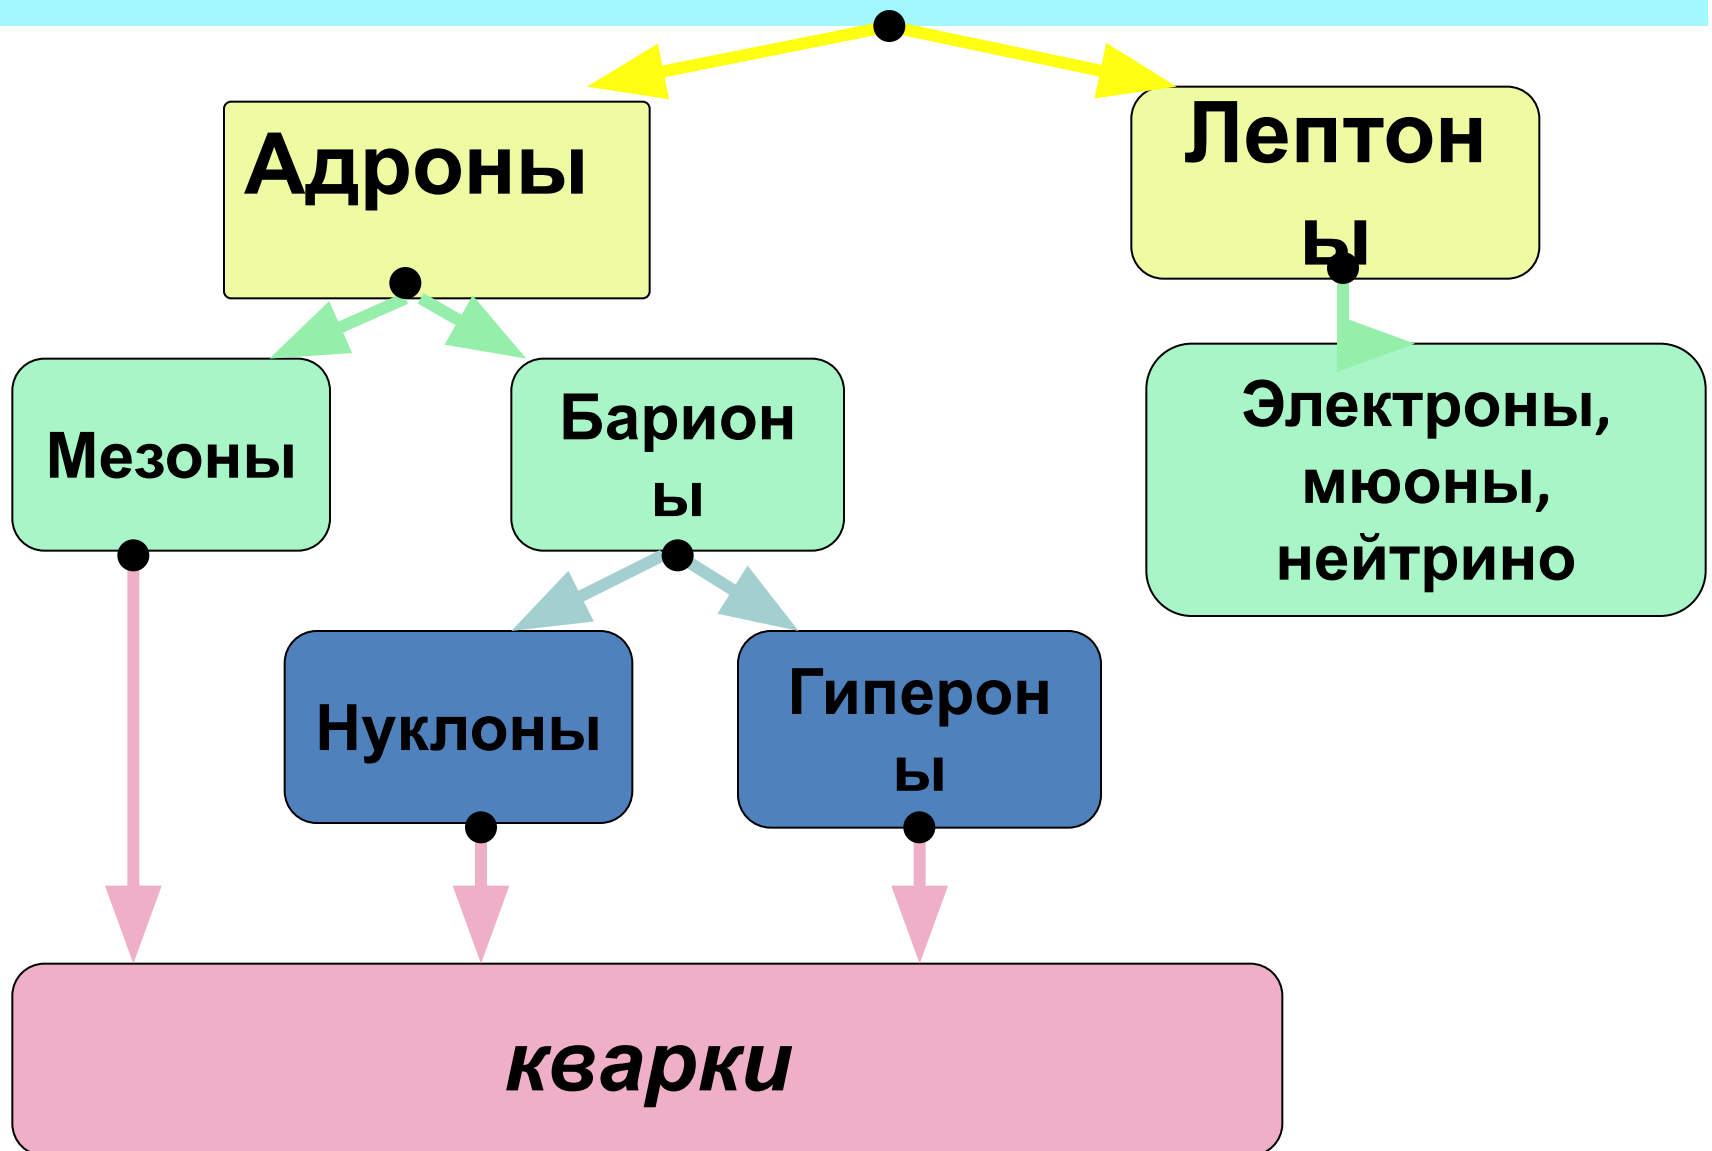 Адроны
Лептон
ы
Мезоны
Барион
ы
Электроны,
мюоны,
нейтрино
Нуклоны
Гиперон
ы
кварки